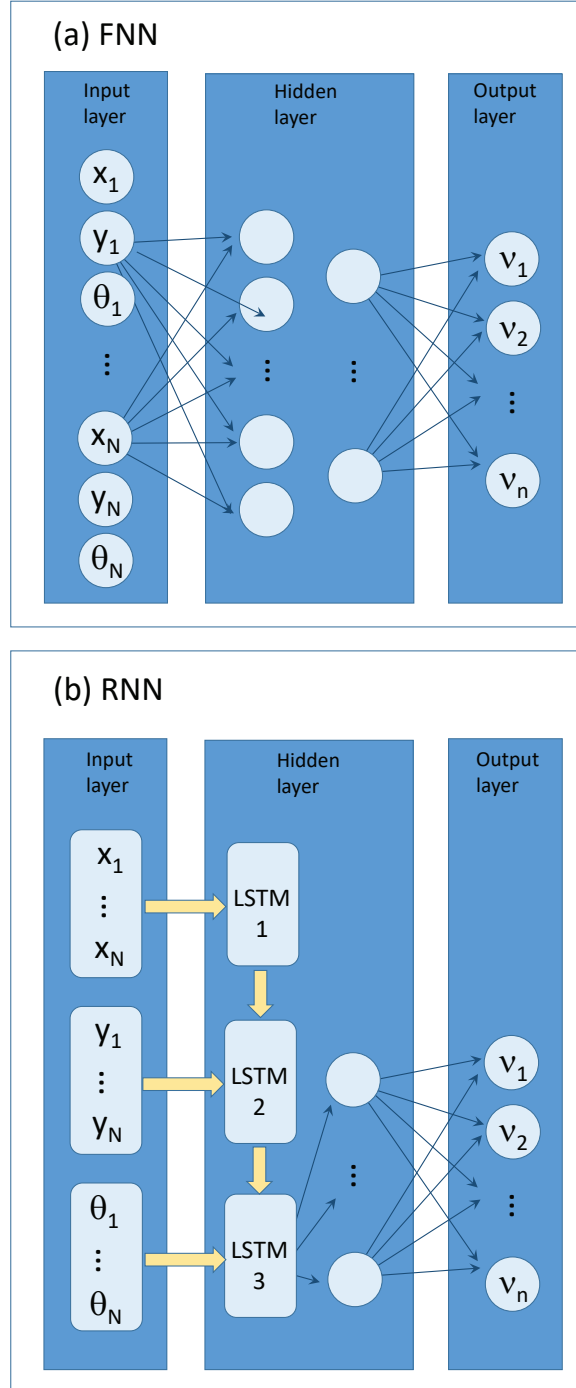 (a) FNN
Input
layer
Hidden
layer
Output
layer
x1
y1
θ1
...
xN
yN
θN
...
...
ν1
ν2
...
νn
(b) RNN
Input
layer
Hidden
layer
Output
layer
x1
...
xN
y1
...
yN
θ1
...
θN
LSTM
1
LSTM
2
LSTM
3
...
ν1
ν2
...
νn